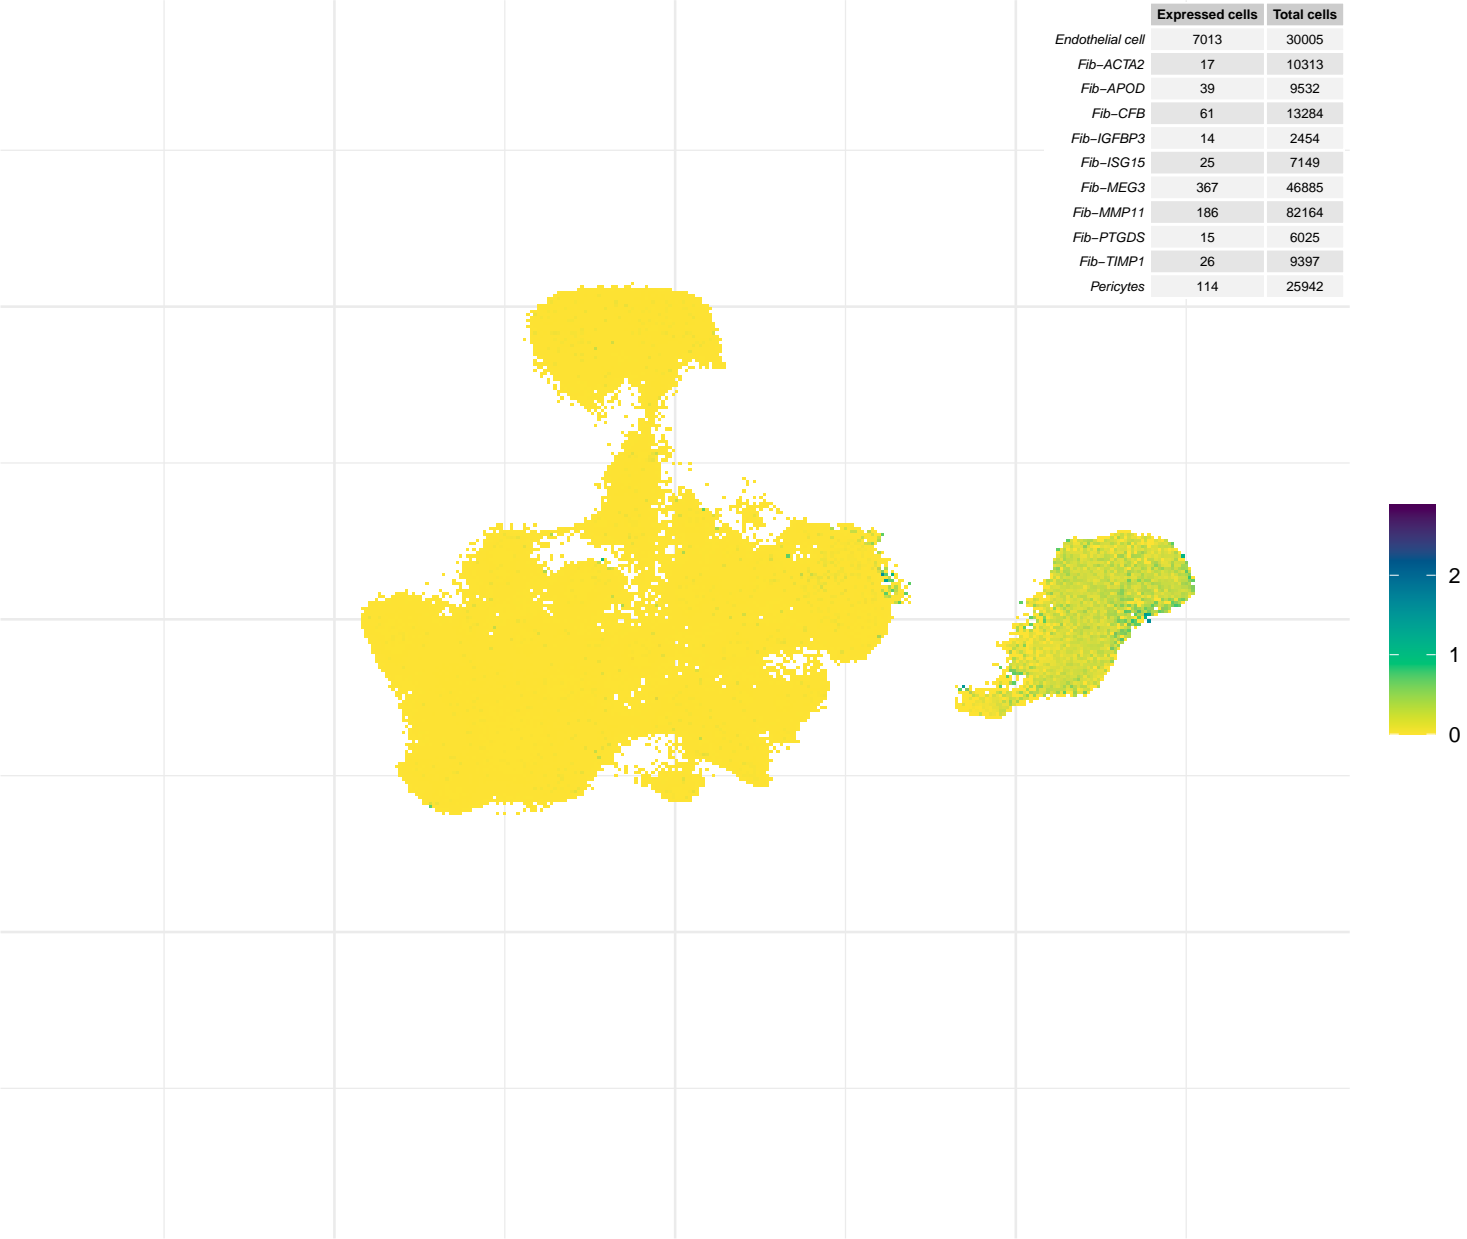 Expressed cells Total cells
Endothelial cell 7013 30005
Fib−ACTA2 17 10313
Fib−APOD 39 9532
Fib−CFB 61 13284
Fib−IGFBP3 14 2454
Fib−ISG15 25 7149
Fib−MEG3 367 46885
Fib−MMP11 186 82164
Fib−PTGDS 15 6025
Fib−TIMP1 26 9397
Pericytes 114 25942
2
1
0